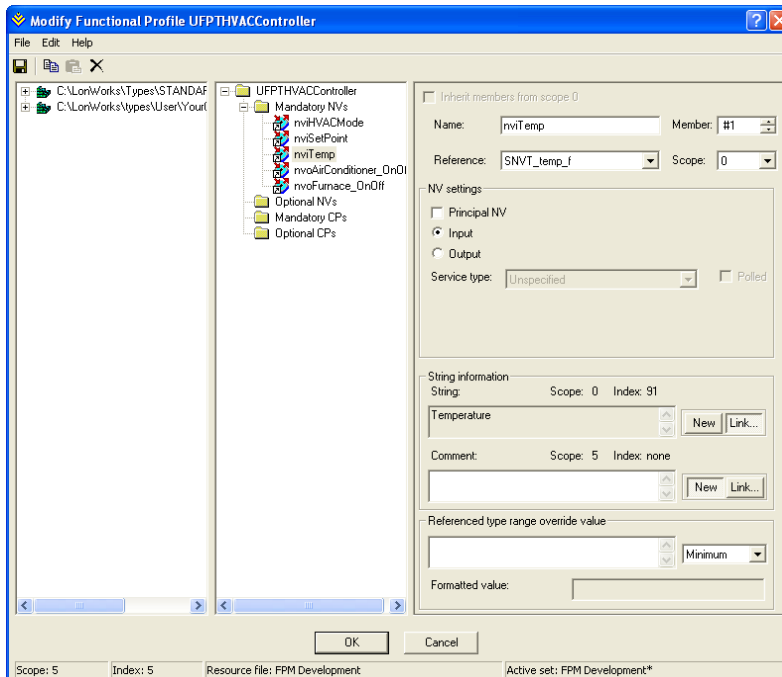 Modify Functional Profile UFPTHVACController
File Edit Help
C:\LonWorks\Types\STANDAF
C:\LonWorks\types\User\Your(
UFPTHVACController
Mandatory NVs
nviHVACMode
nviSetPoint
nviTemp
nvoAirConditioner_OnOf
nvoFurnace_OnOff
Optional NVs
Mandatory CPs
Optional CPs
Inherit members from scope 0
Name: nviTemp Member: #1
Reference: SNVT_temp_f Scope: 0
NV settings
Principal NV
Input
Output
Service type: Unspecified Polled
String information
String: Scope: 0 Index: 91
Temperature
New Link...
Comment: Scope: 5 Index: none
New Link...
Referenced type range override value
Minimum
Formatted value:
OK Cancel
Scope: 5 Index: 5 Resource file: FPM Development Active set: FPM Development*